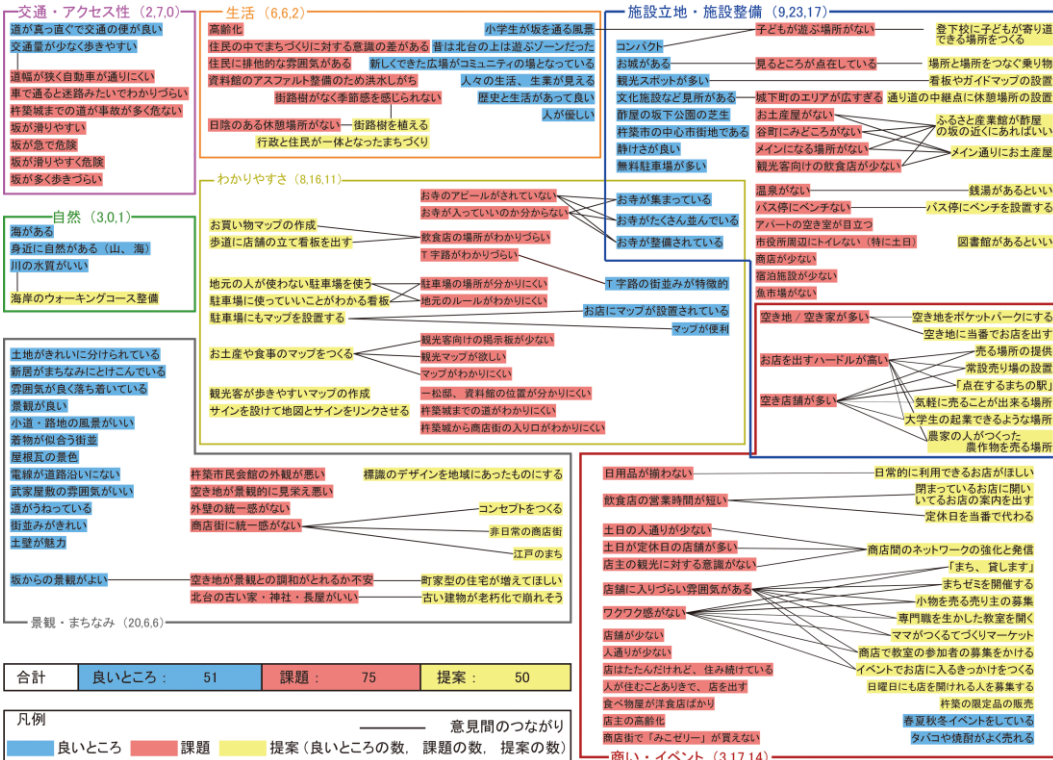 交通・アクセス性 (2,7,0)
道が真っ直ぐで交通の便が良い
交通量が少なく歩きやすい
道幅が狭く自動車が通りにくい
車で通ると迷路みたいでわかりづらい
杵築城までの道が事故が多く危ない
坂が滑りやすい
坂が急で危険
坂が滑りやすく危険
坂が多く歩きづらい
自然 (3,0,1)
海がある
身近に自然がある（山、海）
川の水質がいい
海岸のウォーキングコース整備
生活 (6,6,2)
高齢化
住民の中でまちづくりに対する意識の差がある
住民に排他的な雰囲気がある
資料館のアスファルト整備のため洪水しがち
街路樹がなく季節感を感じられない
日陰のある休憩場所がない
街路樹を植える
行政と住民が一体となったまちづくり
小学生が坂を通る風景
昔は北台の上は遊ぶゾーンだった
新しくできた広場がコミュニティの場となっている
人々の生活、生業が見える
歴史と生活があって良い
人が優しい
施設立地・施設整備 (9,23,17)
コンパクト
お城がある
観光スポットが多い
文化施設など見所がある
酢屋の坂下公園の芝生
杵築市の中心市街地である
静けさが良い
無料駐車場が多い
子どもが遊ぶ場所がない
見るところが点在している
城下町のエリアが広すぎる
お土産屋がない
谷町にみどころがない
メインになる場所がない
観光客向けの飲食店が少ない
登下校に子どもが寄り道
できる場所をつくる
場所と場所をつなぐ乗り物
看板やガイドマップの設置
通り道の中継点に休憩場所の設置
ふるさと産業館が酢屋
の坂の近くにあればいい
メイン通りにお土産屋
温泉がない
バス停にベンチない
アパートの空き室が目立つ
市役所周辺にトイレない（特に土日）
商店が少ない
宿泊施設が少ない
魚市場がない
銭湯があるといい
バス停にベンチを設置する
図書館があるといい
わかりやすさ (8,16,11)
お買い物マップの作成
歩道に店舗の立て看板を出す
地元の人が使わない駐車場を使う
駐車場に使っていいことがわかる看板
駐車場にもマップを設置する
お土産や食事のマップをつくる
観光客が歩きやすいマップの作成
サインを設けて地図とサインをリンクさせる
お寺のアピールがされていない
お寺が入っていいのか分からない
飲食店の場所がわかりづらい
T字路がわかりづらい
駐車場の場所が分かりにくい
地元のルールがわかりにくい
観光客向けの掲示板が少ない
観光マップが欲しい
マップがわかりにくい
一松邸、資料館の位置が分かりにくい
杵築城までの道がわかりにくい
杵築城から商店街の入り口がわかりにくい
お寺が集まっている
お寺がたくさん並んでいる
お寺が整備されている
T字路の街並みが特徴的
お店にマップが設置されている
マップが便利
土地がきれいに分けられている
新居がまちなみにとけこんでいる
雰囲気が良く落ち着いている
景観が良い
小道・路地の風景がいい
着物が似合う街並
屋根瓦の景色
電線が道路沿いにない
武家屋敷の雰囲気がいい
道がうねっている
街並みがきれい
土壁が魅力
坂からの景観がよい
杵築市民会館の外観が悪い
空き地が景観的に見栄え悪い
外壁の統一感がない
商店街に統一感がない
空き地が景観との調和がとれるか不安
北台の古い家・神社・長屋がいい
標識のデザインを地域にあったものにする
コンセプトをつくる
非日常の商店街
江戸のまち
町家型の住宅が増えてほしい
古い建物が老朽化で崩れそう
景観・まちなみ (20,6,6)
空き地/空き家が多い
お店を出すハードルが高い
空き店舗が多い
空き地をポケットパークにする
空き地に当番でお店を出す
売る場所の提供
常設売り場の設置
「点在するまちの駅」
気軽に売ることが出来る場所
大学生の起業できるような場所
農家の人がつくった
農作物を売る場所
日用品が揃わない
飲食店の営業時間が短い
土日の人通りが少ない
土日が定休日の店舗が多い
店主の観光に対する意識がない
店舗に入りづらい雰囲気がある
ワクワク感がない
店舗が少ない
人通りが少ない
店はたたんだけれど、住み続けている
人が住むことありきで、店を出す
食べ物屋が洋食店ばかり
店主の高齢化
商店街で「みこゼリー」が買えない
日常的に利用できるお店がほしい
閉まっているお店に開い
いてるお店の案内を出す
定休日を当番で代わる
商店間のネットワークの強化と発信
「まち、貸します」
まちゼミを開催する
小物を売る売り主の募集
専門職を生かした教室を開く
ママがつくるてづくりマーケット
商店で教室の参加者の募集をかける
イベントでお店に入るきっかけをつくる
日曜日にも店を開けれる人を募集する
杵築の限定品の販売
春夏秋冬イベントをしている
タバコや焼酎がよく売れる
商い・イベント (3,17,14)
合計 良いところ： 51 課題： 75 提案： 50
凡例
意見間のつながり
良いところ 課題 提案（良いところの数, 課題の数, 提案の数）